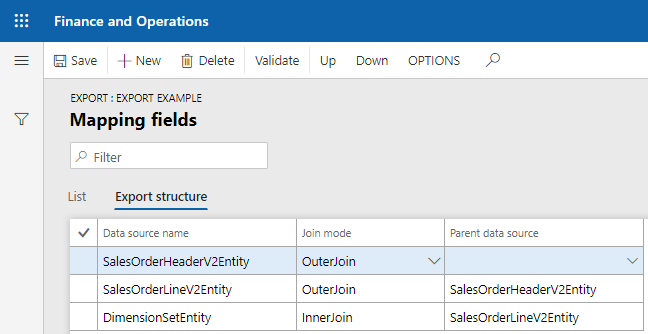 Finance and Operations
Save New Delete Validate Up Down OPTIONS
EXPORT : EXPORT EXAMPLE
Mapping fields
Filter
List Export structure
Data source name Join mode Parent data source
SalesOrderHeaderV2Entity OuterJoin
SalesOrderLineV2Entity OuterJoin SalesOrderHeaderV2Entity
DimensionSetEntity InnerJoin SalesOrderLineV2Entity